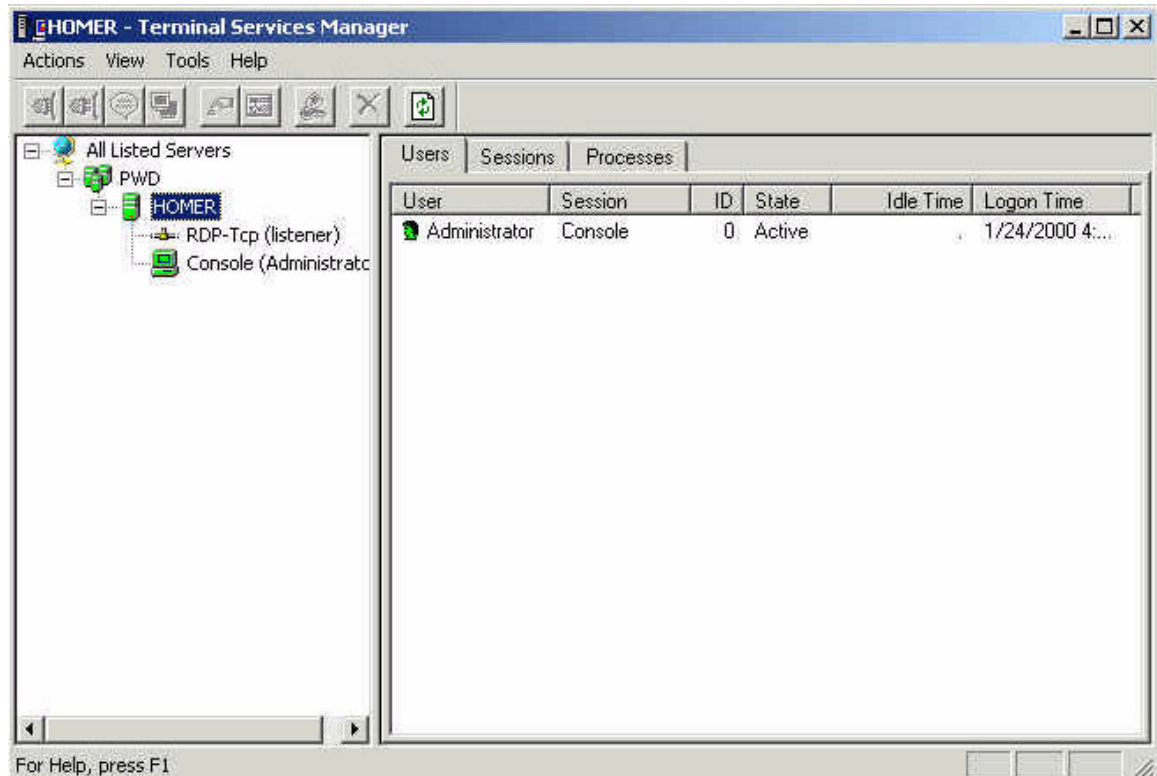 HOMER - Terminal Services Manager
Actions View Tools Help
All Listed Servers
PWD
HOMER
RDP-Tcp (listener)
Console (Administratc
Users Sessions Processes
User Session ID State Idle Time Logon Time
Administrator Console 0 Active . 1/24/2000 4:...
For Help, press F1